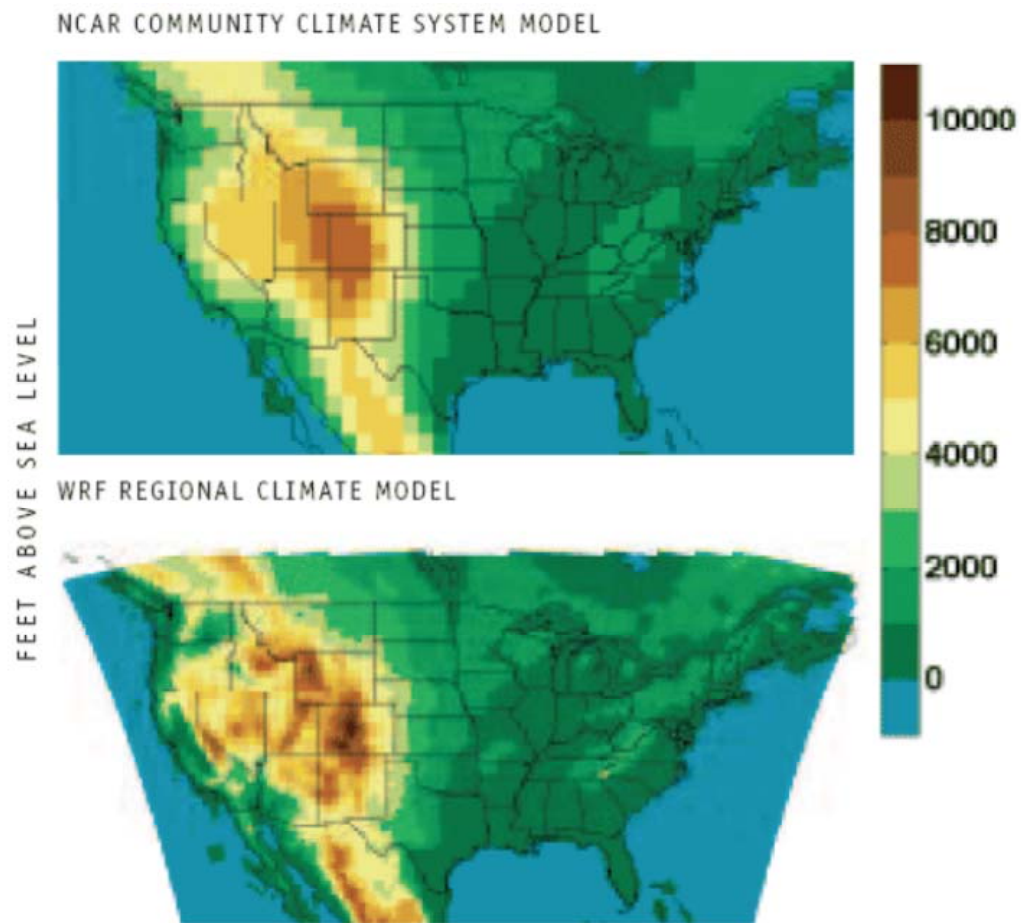 NCAR COMMUNITY CLIMATE SYSTEM MODEL
10000
8000
6000
4000
2000
0
FEET ABOVE SEA LEVEL
WRF REGIONAL CLIMATE MODEL